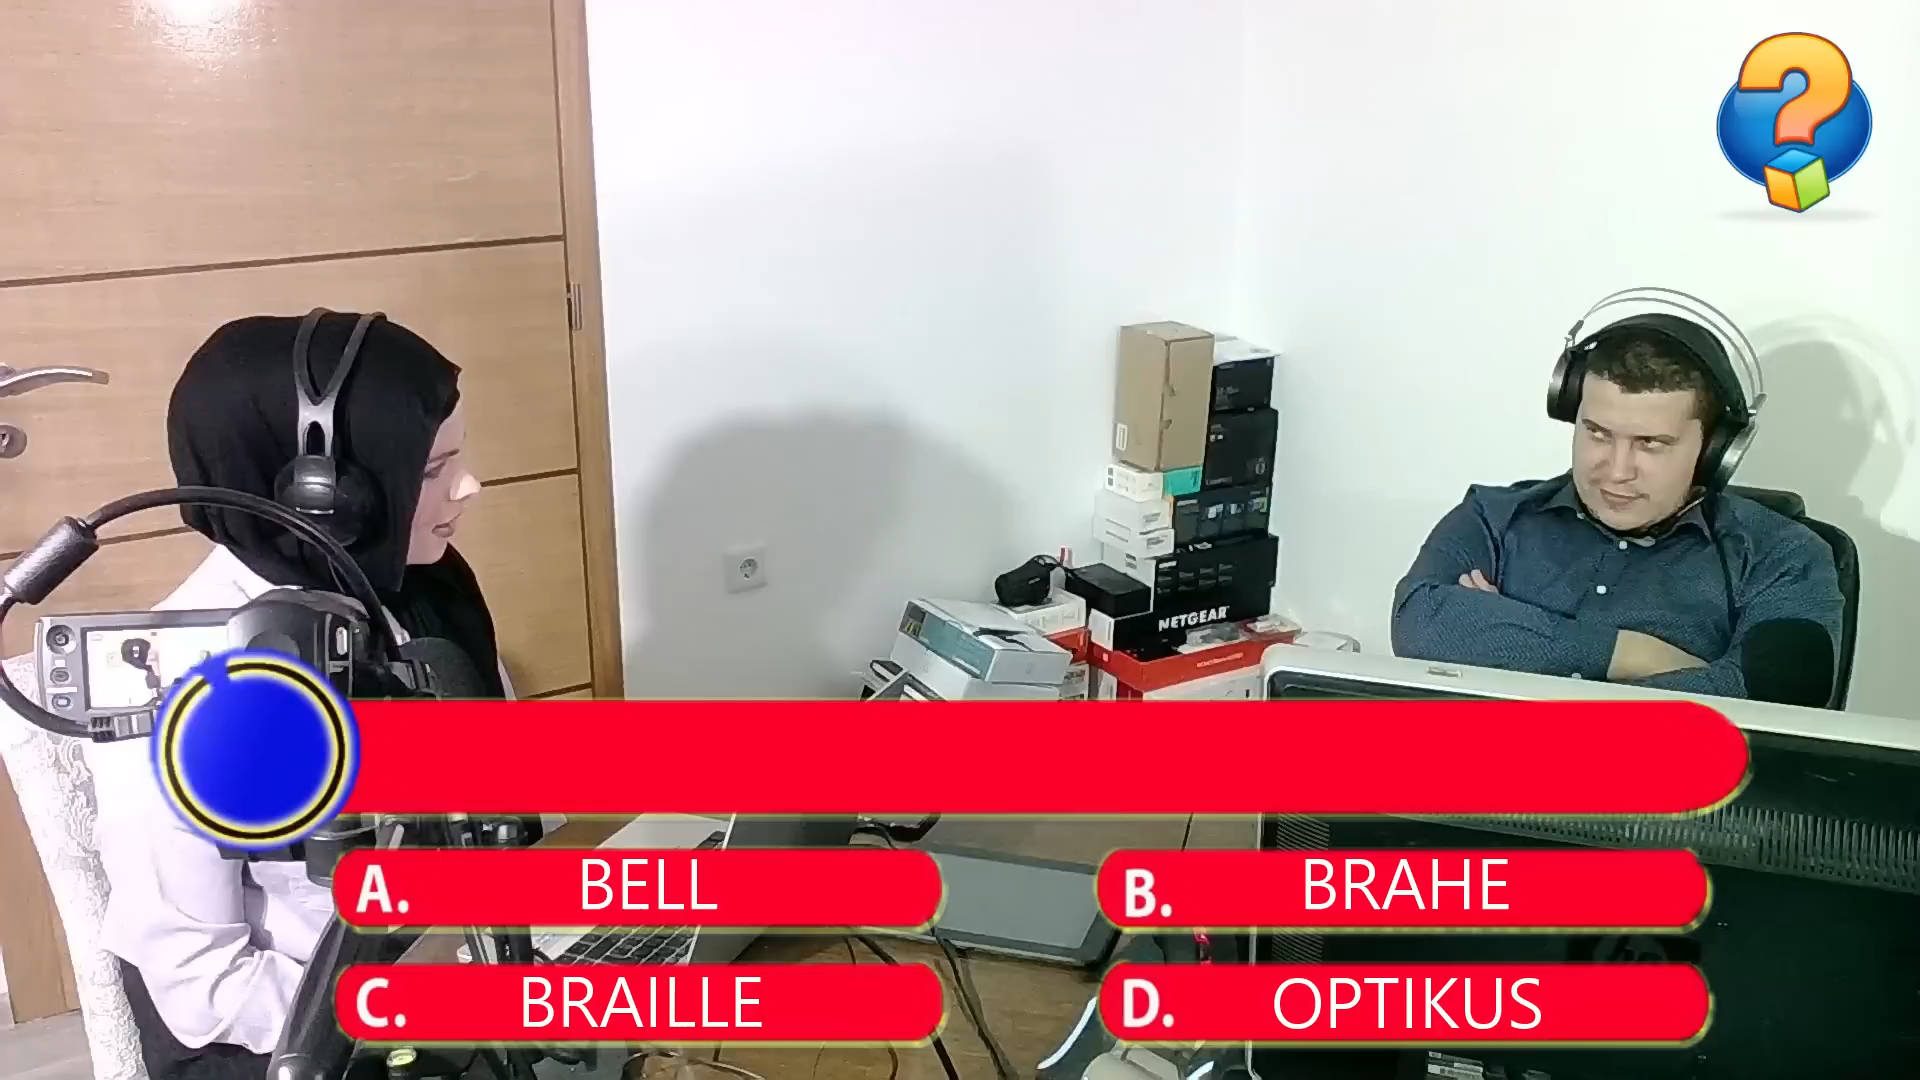 NETGEAR
A. BELL
B. BRAHE
C. BRAILLE
D. OPTIKUS